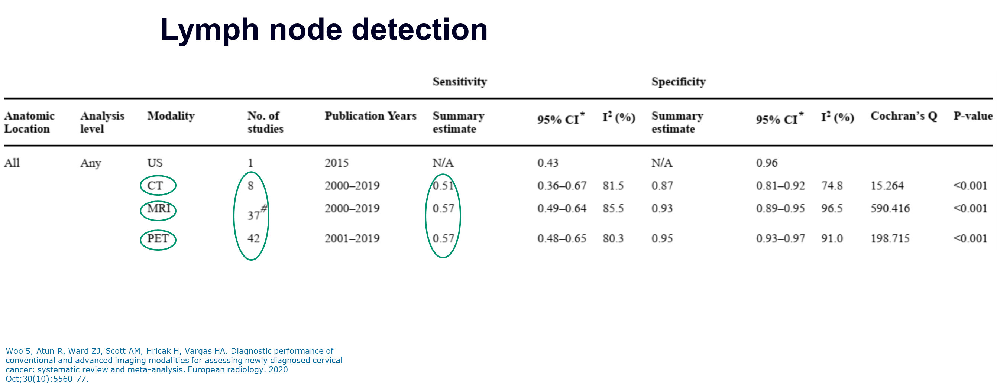 Lymph node detection
Sensitivity Specificity
Anatomic Location Analysis level Modality No. of studies Publication Years Summary estimate 95% CI* I² (%) Summary estimate 95% CI* I² (%) Cochran’s Q P-value
All Any US 1 2015 N/A 0.43 N/A 0.96
CT 8 2000–2019 0.51 0.36–0.67 81.5 0.87 0.81–0.92 74.8 15.264 <0.001
MRI 37# 2000–2019 0.57 0.49–0.64 85.5 0.93 0.89–0.95 96.5 590.416 <0.001
PET 42 2001–2019 0.57 0.48–0.65 80.3 0.95 0.93–0.97 91.0 198.715 <0.001
Woo S, Atun R, Ward ZJ, Scott AM, Hricak H, Vargas HA. Diagnostic performance of
conventional and advanced imaging modalities for assessing newly diagnosed cervical
cancer: systematic review and meta-analysis. European radiology. 2020
Oct;30(10):5560-77.